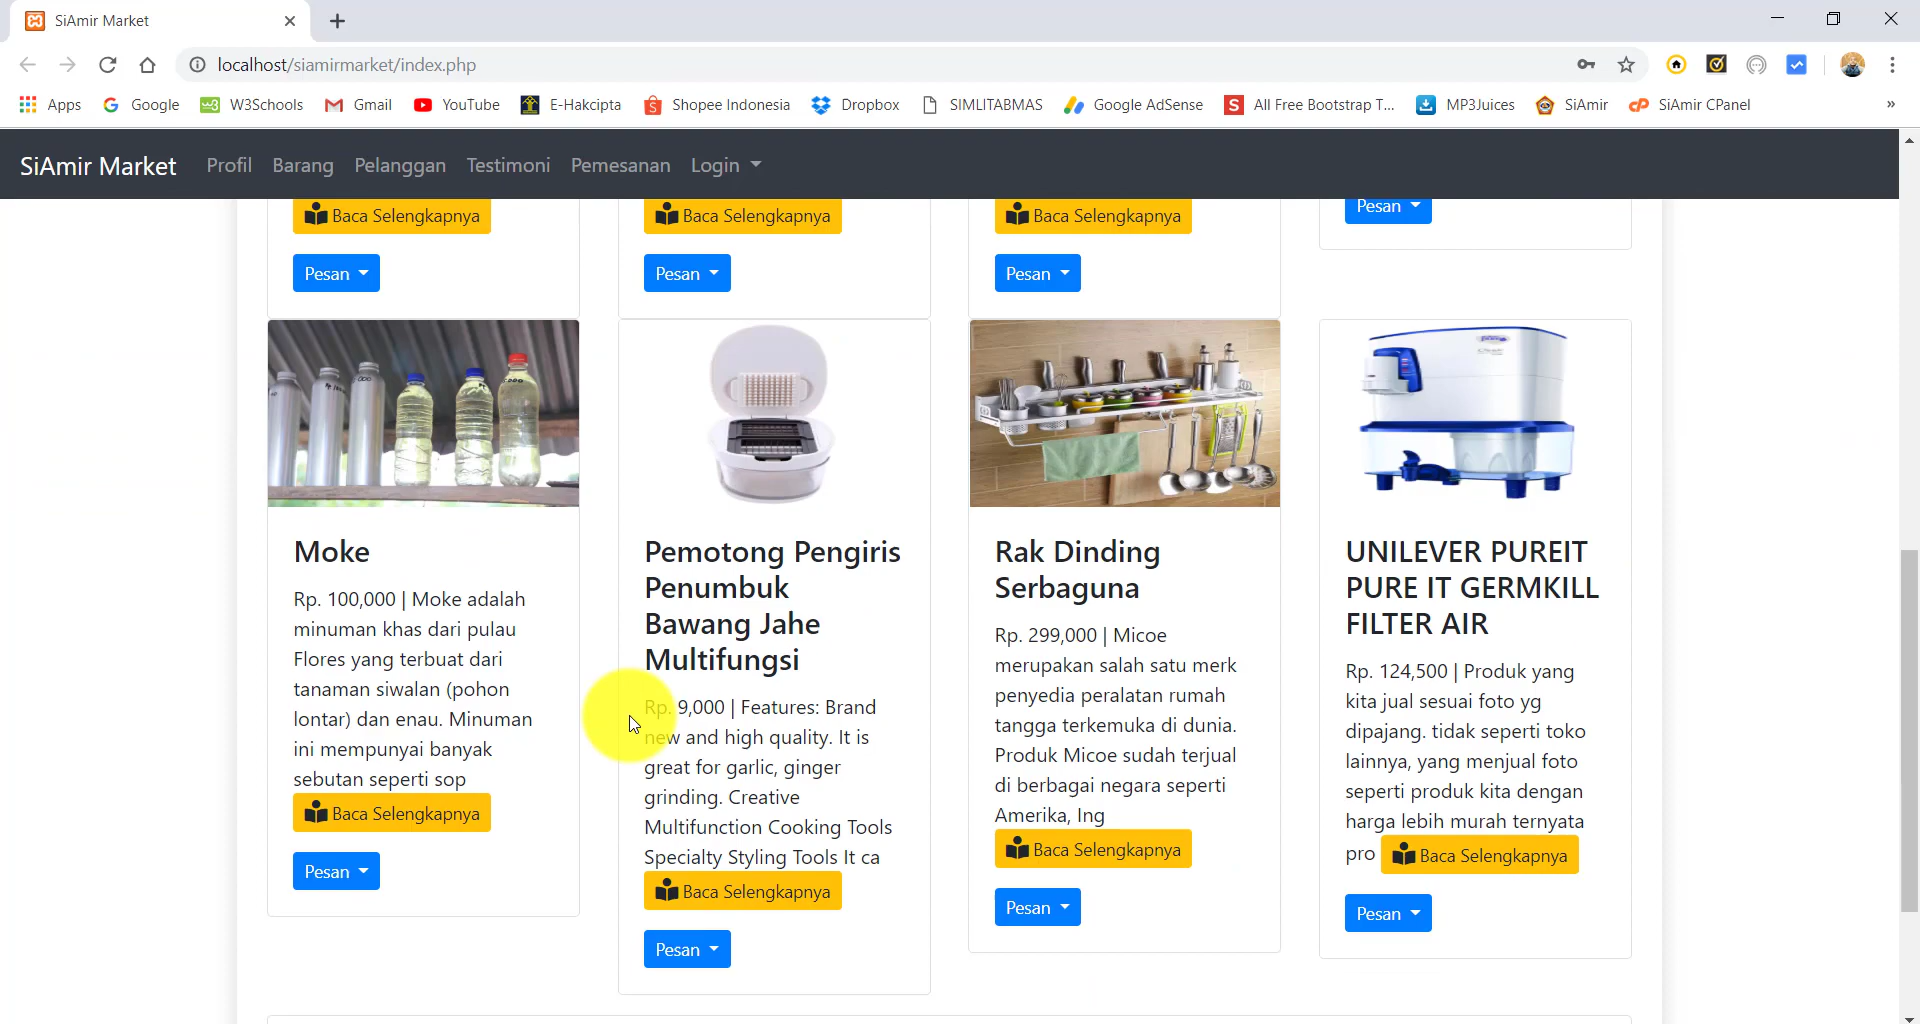 SiAmir Market
localhost/siamirmarket/index.php
Apps Google W3Schools Gmail YouTube E-Hakcipta Shopee Indonesia Dropbox SIMLITABMAS Google AdSense All Free Bootstrap T... MP3Juices SiAmir SiAmir CPanel »
SiAmir Market Profil Barang Pelanggan Testimoni Pemesanan Login
Baca Selengkapnya
Pesan
Baca Selengkapnya
Pesan
Baca Selengkapnya
Pesan
Pesan
Moke
Rp. 100,000 | Moke adalah
minuman khas dari pulau
Flores yang terbuat dari
tanaman siwalan (pohon
lontar) dan enau. Minuman
ini mempunyai banyak
sebutan seperti sop
Baca Selengkapnya
Pesan
Pemotong Pengiris
Penumbuk
Bawang Jahe
Multifungsi
Rp. 9,000 | Features: Brand
new and high quality. It is
great for garlic, ginger
grinding. Creative
Multifunction Cooking Tools
Specialty Styling Tools It ca
Baca Selengkapnya
Pesan
Rak Dinding
Serbaguna
Rp. 299,000 | Micoe
merupakan salah satu merk
penyedia peralatan rumah
tangga terkemuka di dunia.
Produk Micoe sudah terjual
di berbagai negara seperti
Amerika, Ing
Baca Selengkapnya
Pesan
UNILEVER PUREIT
PURE IT GERMKILL
FILTER AIR
Rp. 124,500 | Produk yang
kita jual sesuai foto yg
dipajang. tidak seperti toko
lainnya, yang menjual foto
seperti produk kita dengan
harga lebih murah ternyata
pro Baca Selengkapnya
Pesan